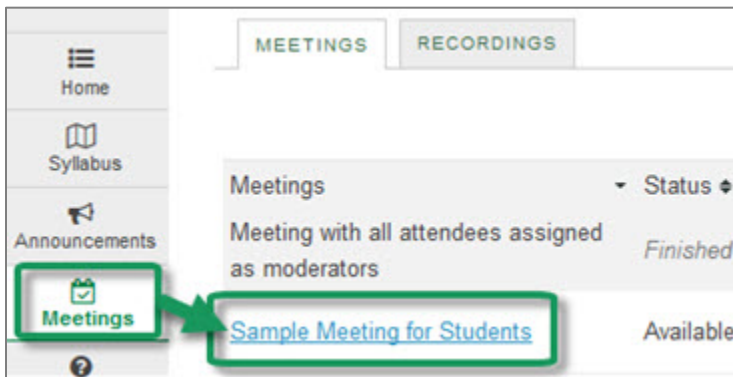 MEETINGS RECORDINGS
Home
Syllabus
Announcements
Meetings
Meetings Status
Meeting with all attendees assigned
as moderators
Finished
Sample Meeting for Students Available